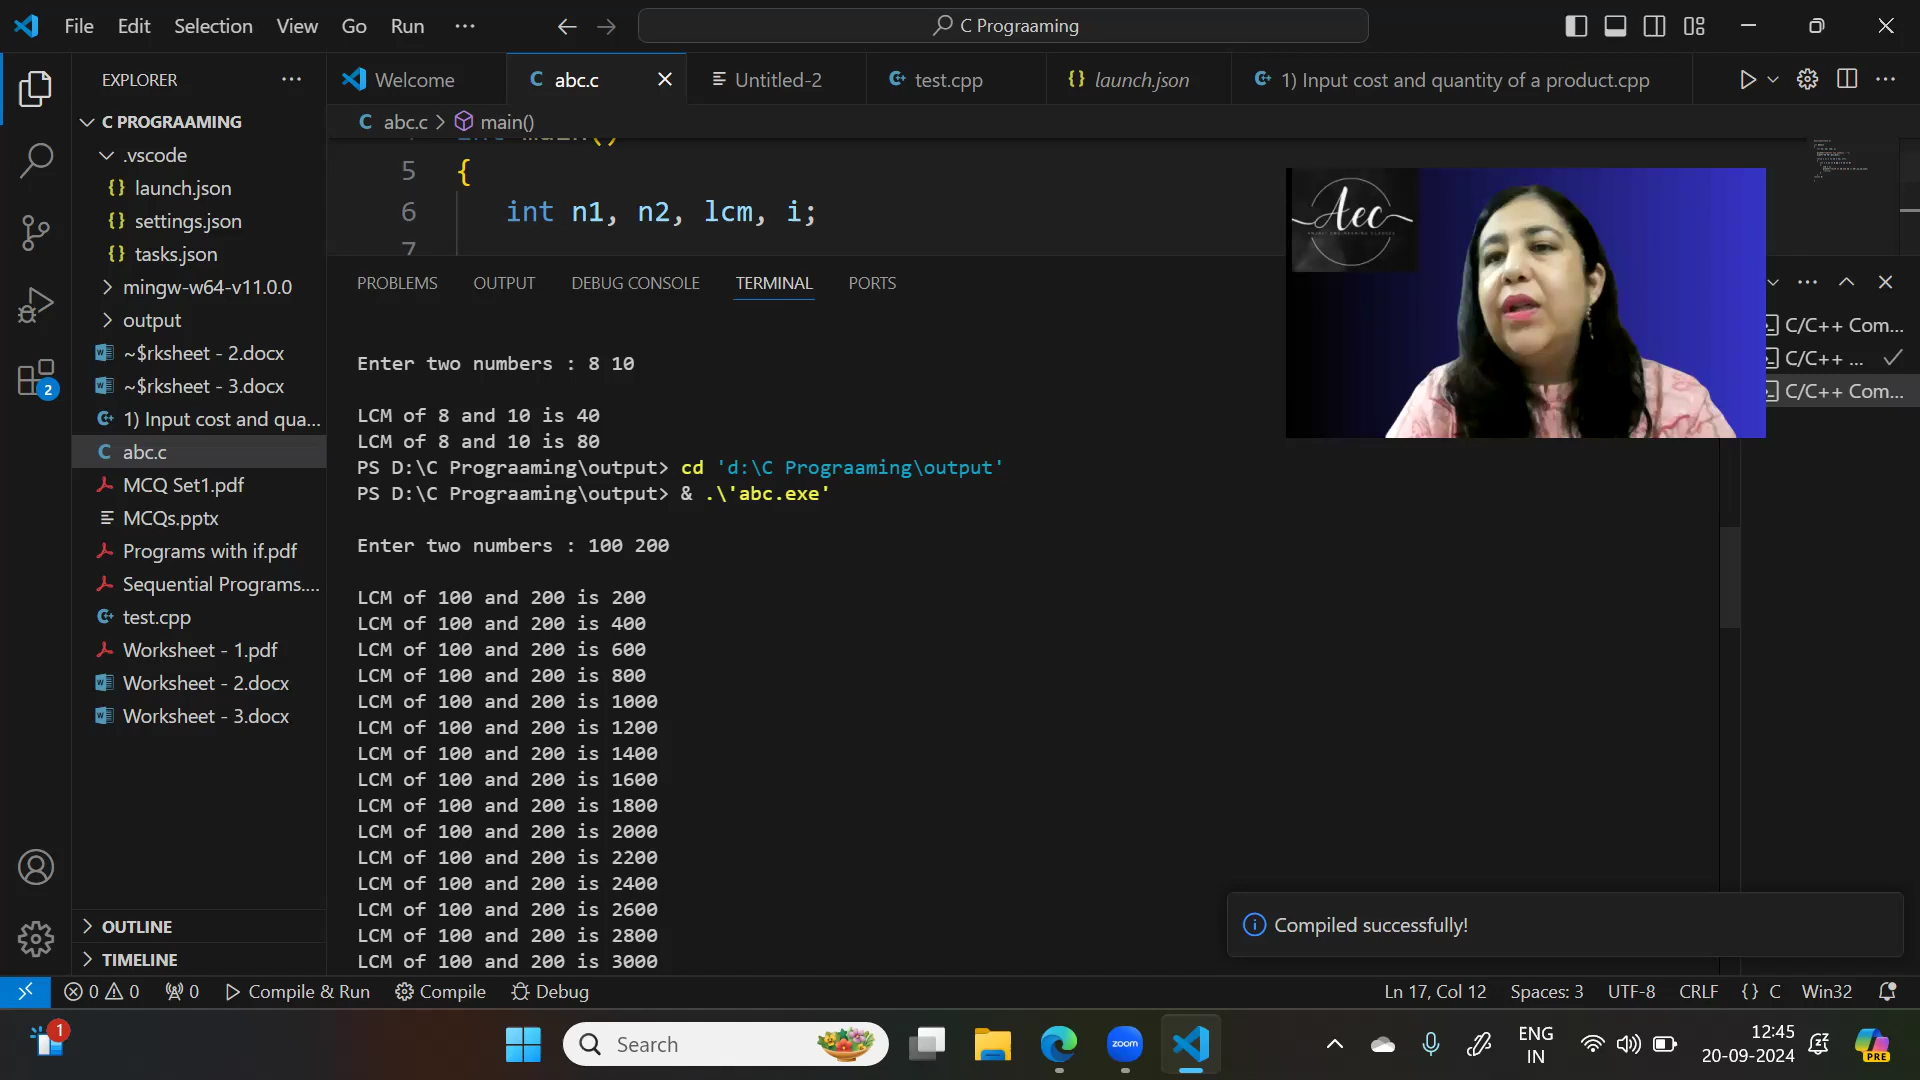 File Edit Selection View Go Run ···
C Prograaming
EXPLORER ···
Welcome
abc.c
Untitled-2
test.cpp
launch.json
1) Input cost and quantity of a product.cpp
C PROGRAAMING
.vscode
launch.json
settings.json
tasks.json
mingw-w64-v11.0.0
output
~$rksheet - 2.docx
~$rksheet - 3.docx
1) Input cost and qua...
abc.c
MCQ Set1.pdf
MCQs.pptx
Programs with if.pdf
Sequential Programs....
test.cpp
Worksheet - 1.pdf
Worksheet - 2.docx
Worksheet - 3.docx
OUTLINE
TIMELINE
2
abc.c > main()
int main()
5 {
6 int n1, n2, lcm, i;
7
Aec
PROBLEMS OUTPUT DEBUG CONSOLE TERMINAL PORTS
C/C++ Com...
C/C++ ...
C/C++ Com...
Enter two numbers : 8 10
LCM of 8 and 10 is 40
LCM of 8 and 10 is 80
PS D:\C Prograaming\output> cd 'd:\C Prograaming\output'
PS D:\C Prograaming\output> & .\'abc.exe'
Enter two numbers : 100 200
LCM of 100 and 200 is 200
LCM of 100 and 200 is 400
LCM of 100 and 200 is 600
LCM of 100 and 200 is 800
LCM of 100 and 200 is 1000
LCM of 100 and 200 is 1200
LCM of 100 and 200 is 1400
LCM of 100 and 200 is 1600
LCM of 100 and 200 is 1800
LCM of 100 and 200 is 2000
LCM of 100 and 200 is 2200
LCM of 100 and 200 is 2400
LCM of 100 and 200 is 2600
LCM of 100 and 200 is 2800
LCM of 100 and 200 is 3000
Compiled successfully!
0 0 0 Compile & Run Compile Debug
Ln 17, Col 12 Spaces: 3 UTF-8 CRLF {} C Win32
1
Search
zoom
ENG
IN
12:45
20-09-2024
PRE